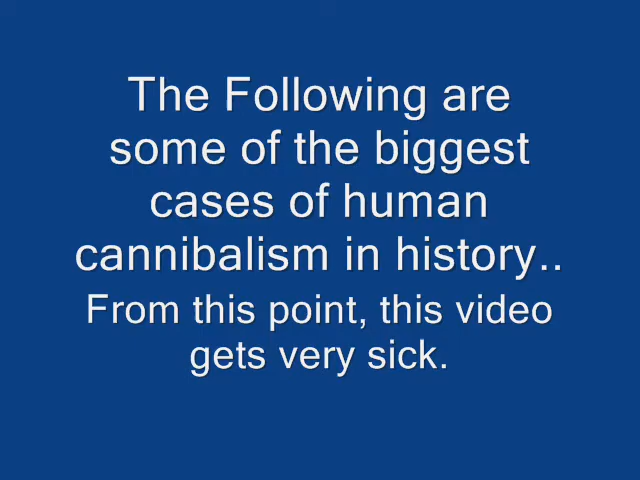 The Following are
some of the biggest
cases of human
cannibalism in history..
From this point, this video
gets very sick.